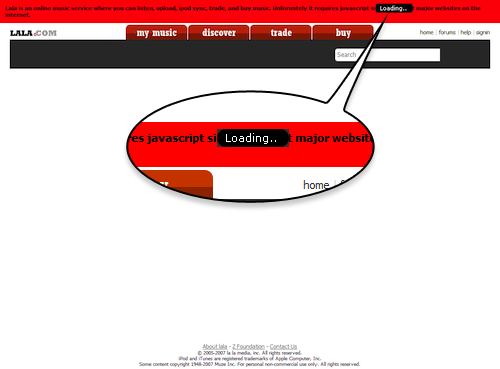 Lala is an online music service where you can listen, upload, ipod sync, trade, and buy music. Unfortunately it requires javascript si Loading.. major websites on the
internet.
LALA.COM my music discover trade buy home | forums | help | signin
Search
res javascript si Loading.. t major website
home
About lala - Z Foundation - Contact Us
© 2005-2007 la la media, inc. All rights reserved.
iPod and iTunes are registered trademarks of Apple Computer, Inc.
Some content copyright 1948-2007 Muze Inc. For personal non-commercial use only. All rights reserved.